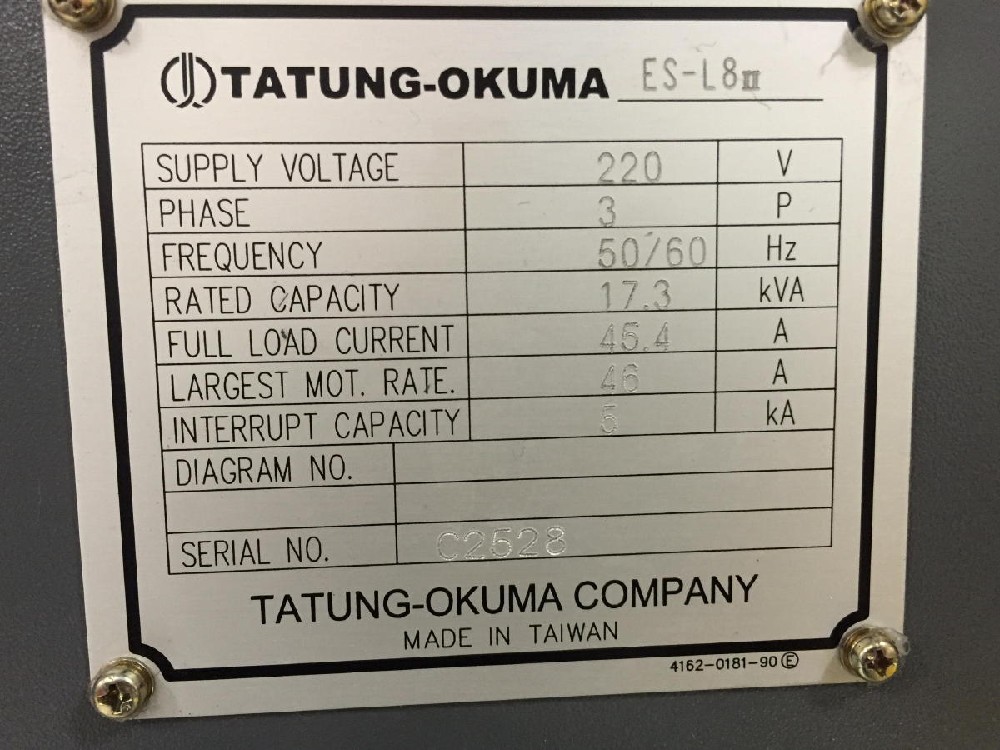 TATUNG-OKUMA ES-L8II
SUPPLY VOLTAGE 220 V
PHASE 3 P
FREQUENCY 50/60 Hz
RATED CAPACITY 17.3 kVA
FULL LOAD CURRENT 45.4 A
LARGEST MOT. RATE. 46 A
INTERRUPT CAPACITY 5 kA
DIAGRAM NO.
SERIAL NO. C2528
TATUNG-OKUMA COMPANY
MADE IN TAIWAN
4162-0181-90 Ⓔ